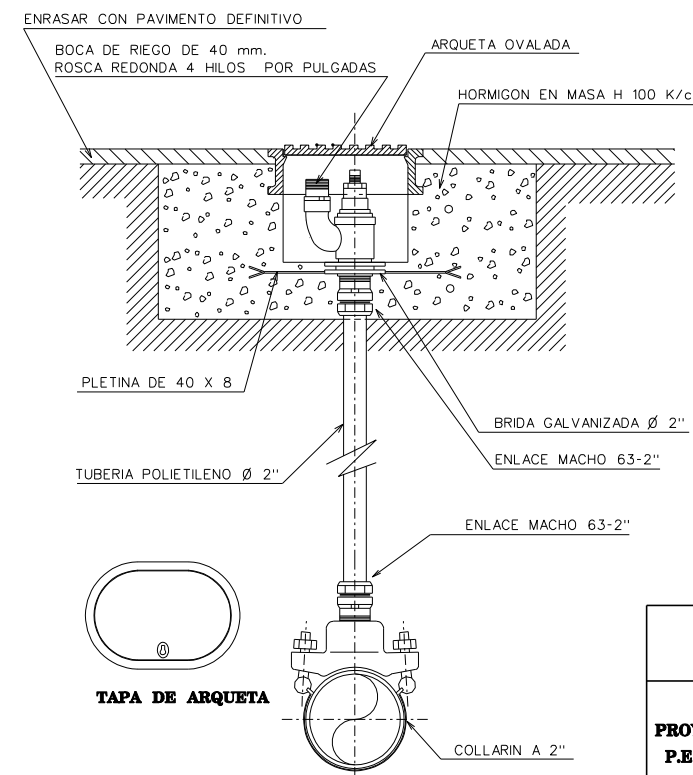 ENRASAR CON PAVIMENTO DEFINITIVO
BOCA DE RIEGO DE 40 mm.
ROSCA REDONDA 4 HILOS POR PULGADAS
ARQUETA OVALADA
HORMIGON EN MASA H 100 K/c
PLETINA DE 40 X 8
BRIDA GALVANIZADA Ø 2"
ENLACE MACHO 63-2"
TUBERIA POLIETILENO Ø 2"
ENLACE MACHO 63-2"
TAPA DE ARQUETA
COLLARIN A 2"
PROY
P.E